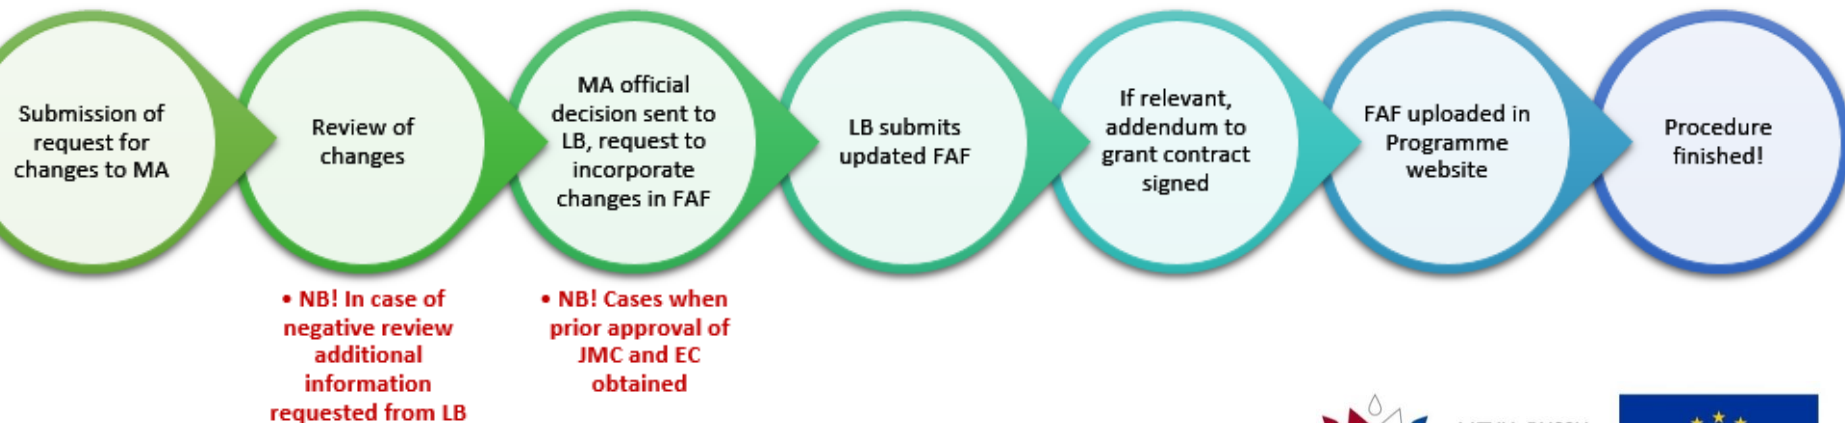 Submission of
request for
changes to MA
Review of
changes
MA official
decision sent to
LB, request to
incorporate
changes in FAF
LB submits
updated FAF
If relevant,
addendum to
grant contract
signed
FAF uploaded in
Programme
website
Procedure
finished!
• NB! In case of
negative review
additional
information
requested from LB
• NB! Cases when
prior approval of
JMC and EC
obtained